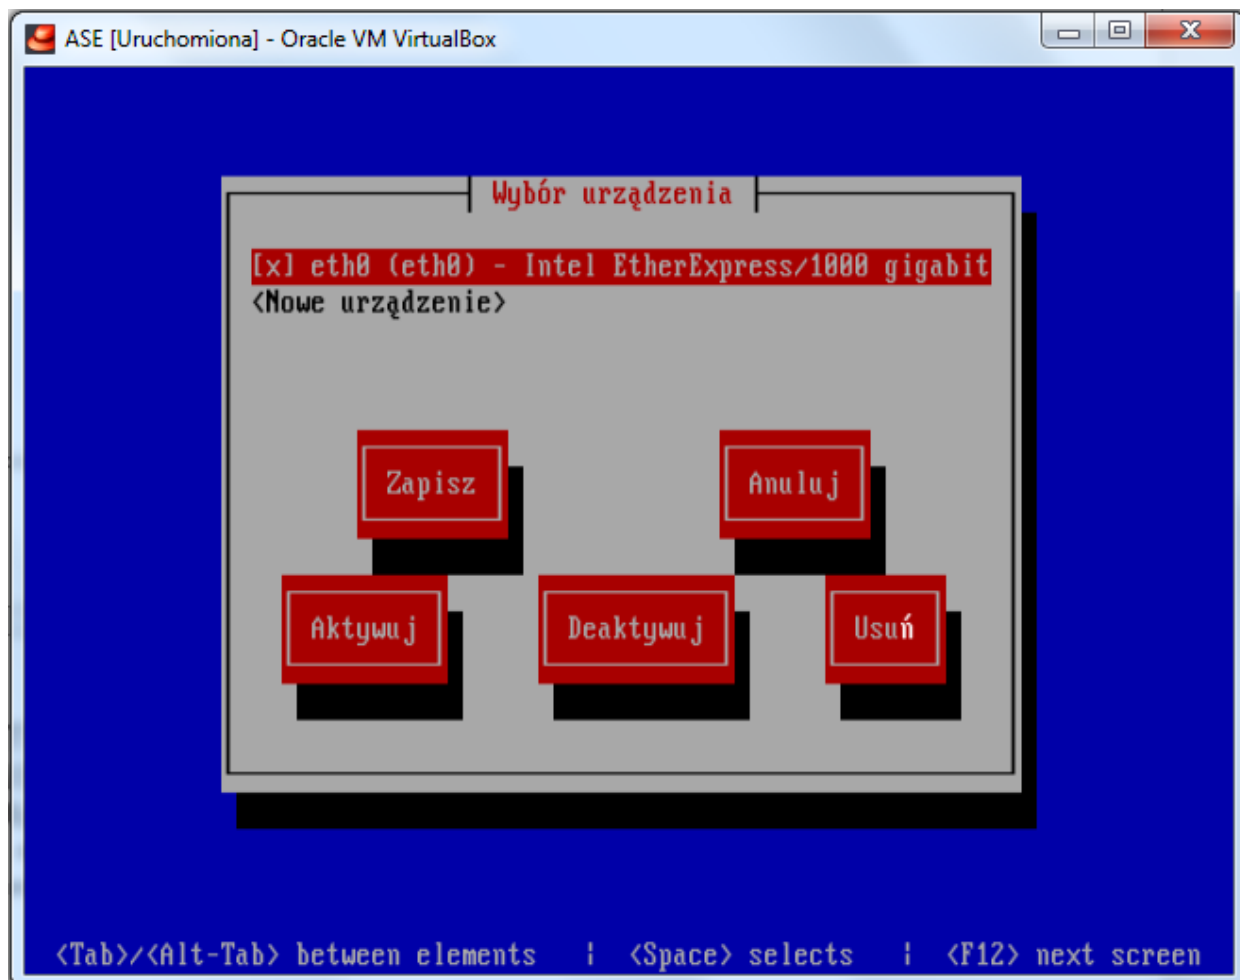 ASE [Uruchomiona] - Oracle VM VirtualBox
Wybór urządzenia
[x] eth0 (eth0) - Intel EtherExpress/1000 gigabit
<Nowe urządzenie>
Zapisz Anuluj
Aktywuj Deaktywuj Usuń
<Tab>/<Alt-Tab> between elements | <Space> selects | <F12> next screen